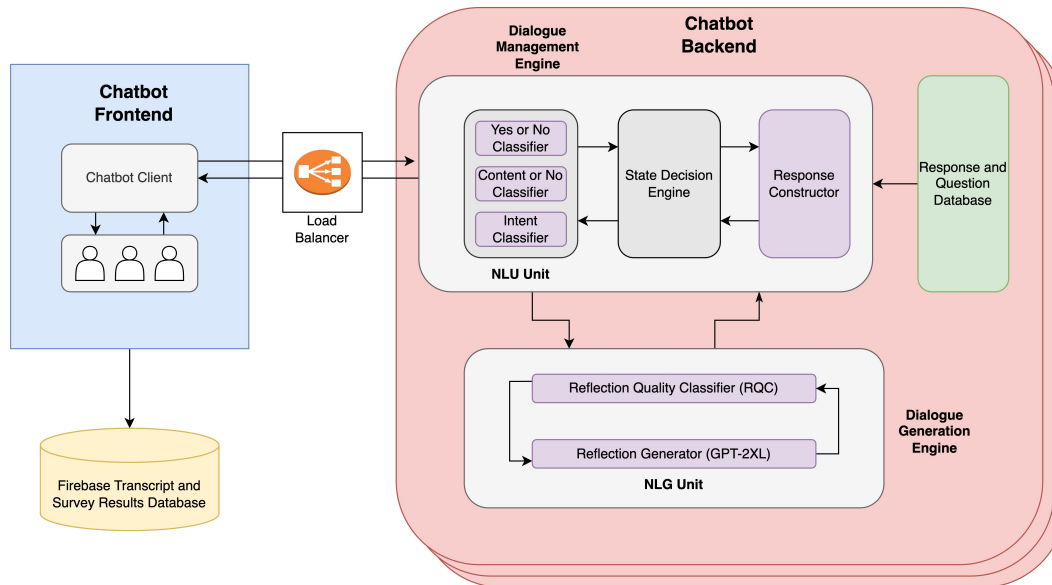 Chatbot
Frontend
Chatbot Client
Firebase Transcript and
Survey Results Database
Load
Balancer
Chatbot
Backend
Dialogue
Management
Engine
Yes or No
Classifier
Content or No
Classifier
Intent
Classifier
NLU Unit
State Decision
Engine
Response
Constructor
Response and
Question
Database
Reflection Quality Classifier (RQC)
Reflection Generator (GPT-2XL)
NLG Unit
Dialogue
Generation
Engine